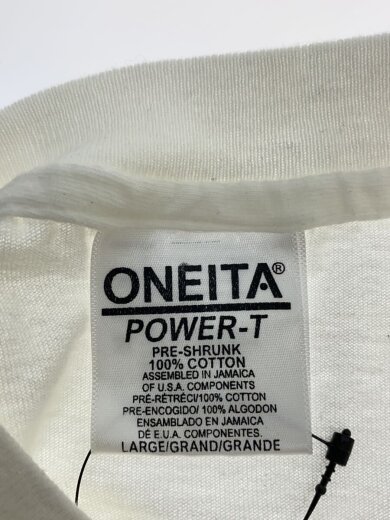 ONEITA®
POWER-T
PRE-SHRUNK
100% COTTON
ASSEMBLED IN JAMAICA
OF U.S.A. COMPONENTS
PRÉ-RÉTRÉCI/100% COTTON
PRE-ENCOGIDO/100% ALGODON
ENSAMBLADO EN JAMAICA
DÉ E.U.A. COMPONENTES.
LARGE/GRAND/GRANDE